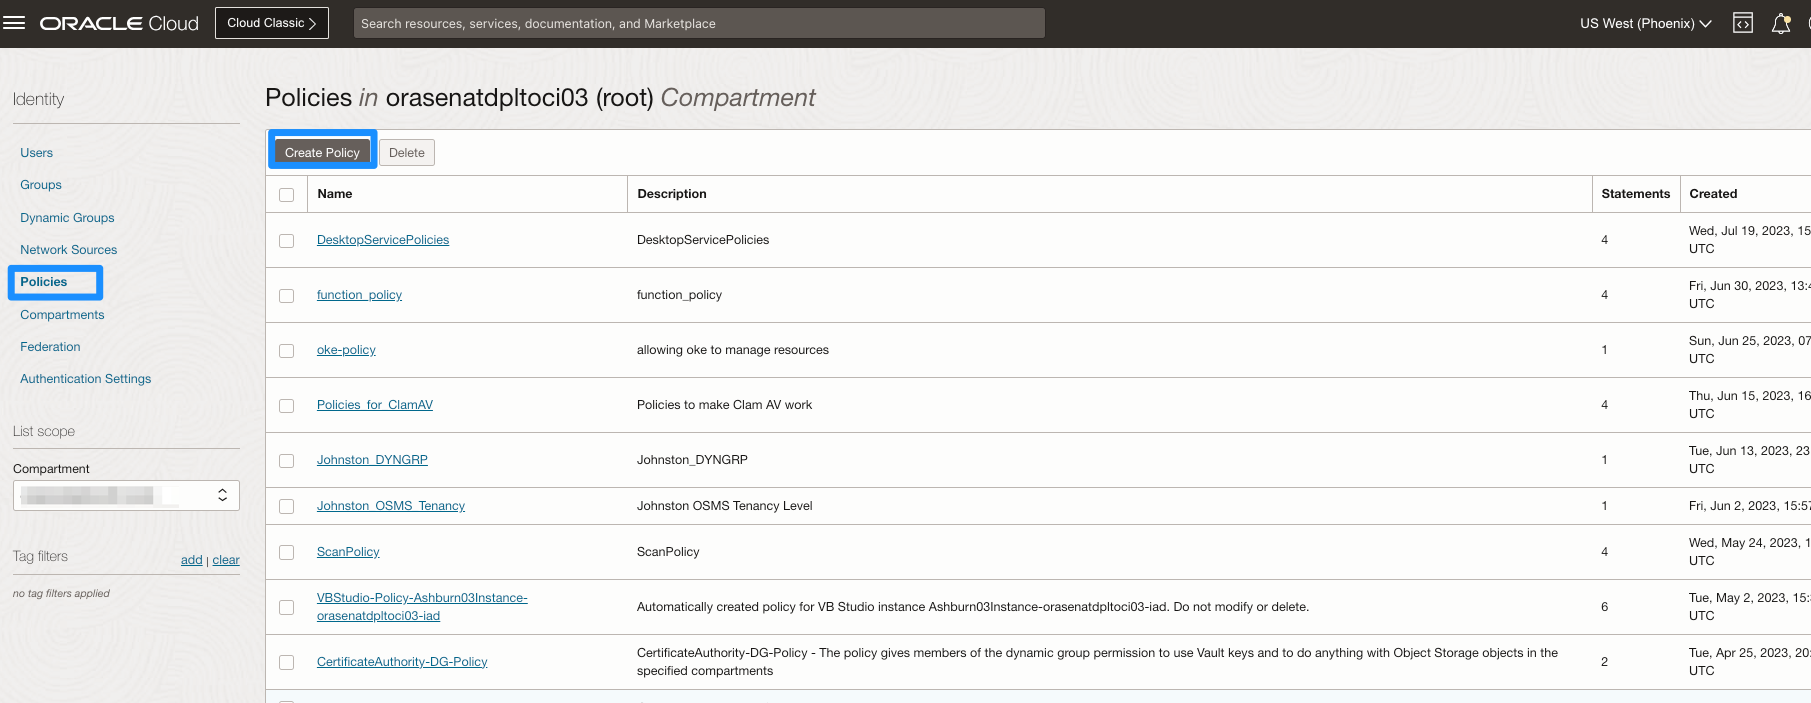 ORACLE Cloud
Cloud Classic
Search resources, services, documentation, and Marketplace
US West (Phoenix)
Identity
Users
Groups
Dynamic Groups
Network Sources
Policies
Compartments
Federation
Authentication Settings
List scope
Compartment
Tag filters
add | clear
no tag filters applied
Policies in orasenatdpltoci03 (root) Compartment
Create Policy Delete
Name Description Statements Created
DesktopServicePolicies DesktopServicePolicies 4 Wed, Jul 19, 2023, 15
UTC
function_policy function_policy 4 Fri, Jun 30, 2023, 13:4
UTC
oke-policy allowing oke to manage resources 1 Sun, Jun 25, 2023, 07
UTC
Policies_for_ClamAV Policies to make Clam AV work 4 Thu, Jun 15, 2023, 16
UTC
Johnston_DYNGRP Johnston_DYNGRP 1 Tue, Jun 13, 2023, 23
UTC
Johnston_OSMS_Tenancy Johnston OSMS Tenancy Level 1 Fri, Jun 2, 2023, 15:57
ScanPolicy ScanPolicy 4 Wed, May 24, 2023, 1
UTC
VBStudio-Policy-Ashburn03Instance-
orasenatdpltoci03-iad
Automatically created policy for VB Studio instance Ashburn03Instance-orasenatdpltoci03-iad. Do not modify or delete.
6
Tue, May 2, 2023, 15:
UTC
CertificateAuthority-DG-Policy
CertificateAuthority-DG-Policy - The policy gives members of the dynamic group permission to use Vault keys and to do anything with Object Storage objects in the
specified compartments
2
Tue, Apr 25, 2023, 20:
UTC